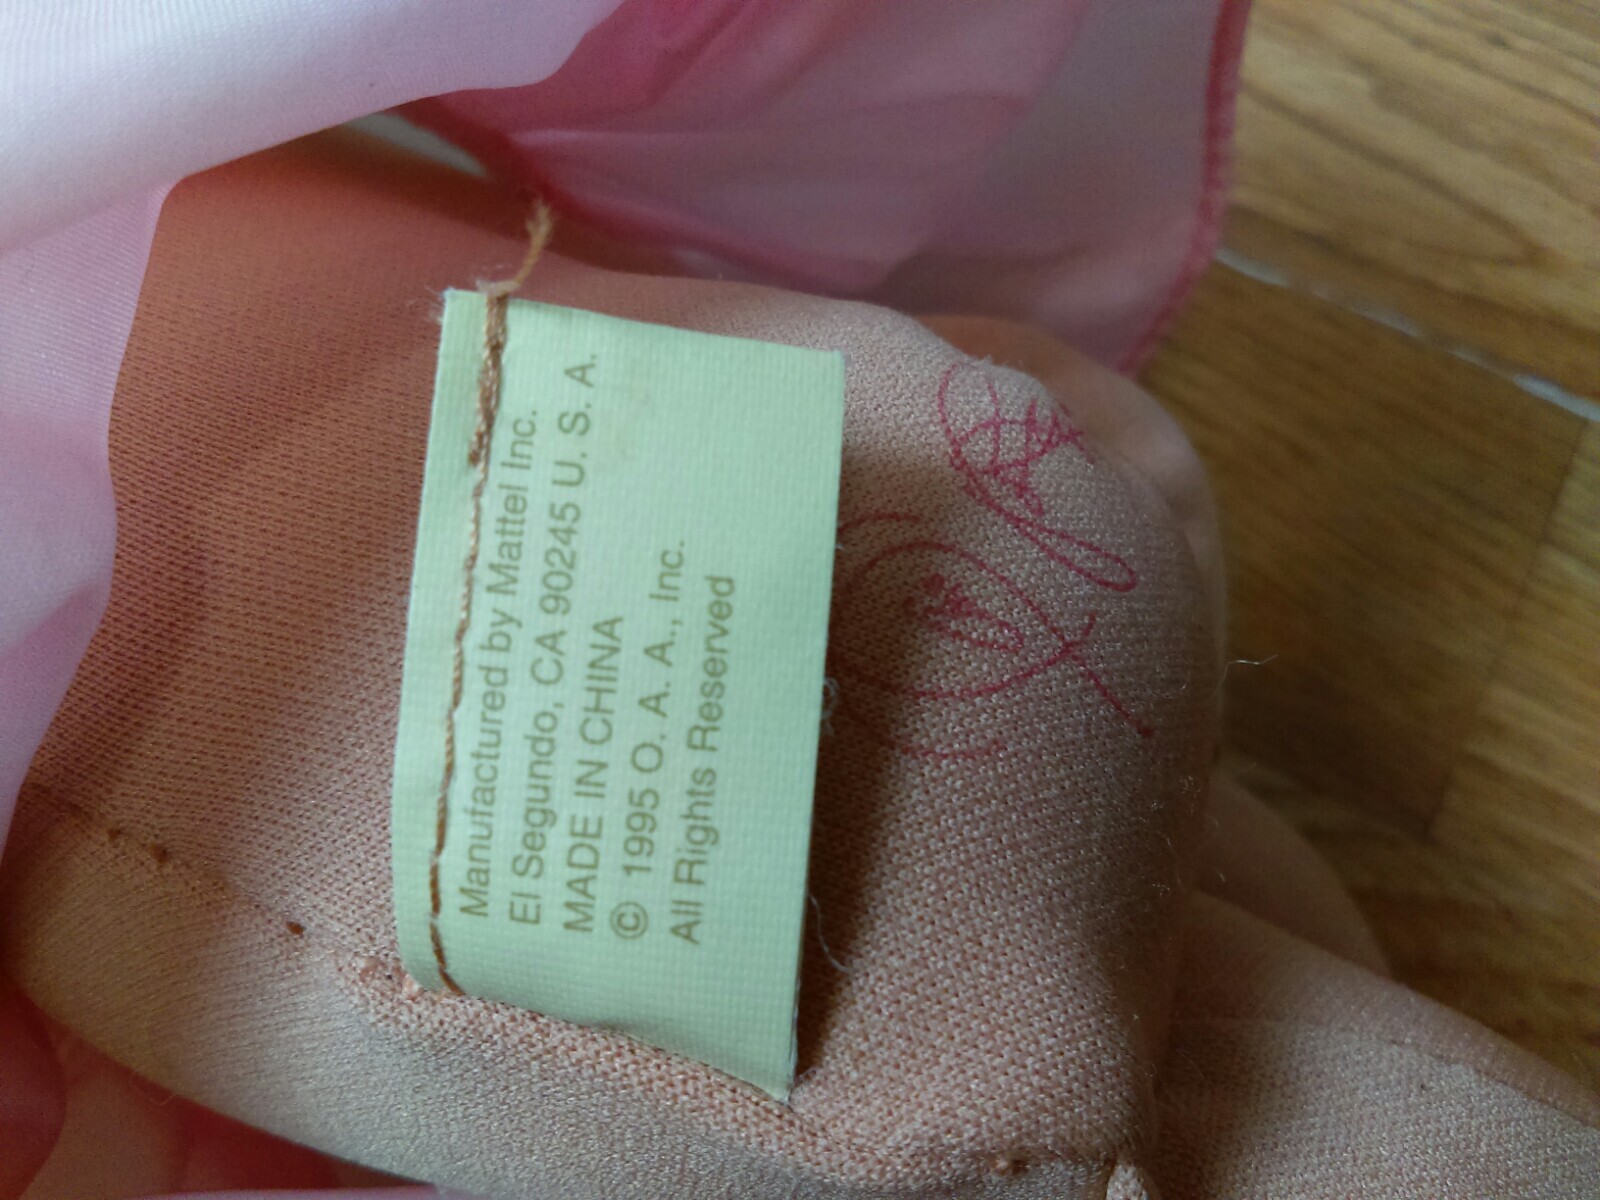 Manufactured by Mattel Inc.
El Segundo, CA 90245 U. S. A.
MADE IN CHINA
© 1995 O. A. A., Inc.
All Rights Reserved